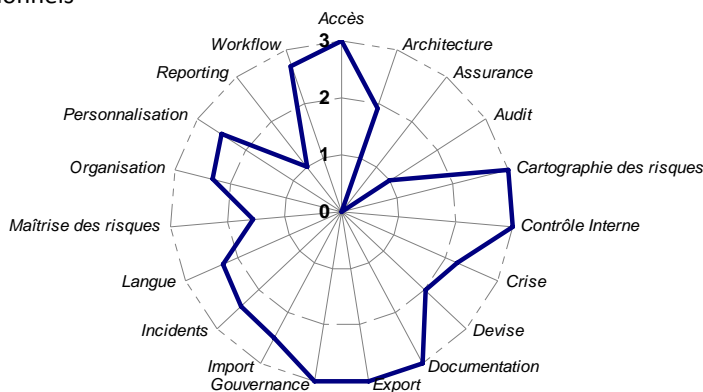 Accès
Workflow
Architecture
Reporting
Assurance
Personnalisation
Audit
Organisation
Cartographie des risques
Maîtrise des risques
Contrôle Interne
Langue
Crise
Incidents
Devise
Import
Documentation
Gouvernance
Export
3
2
1
0